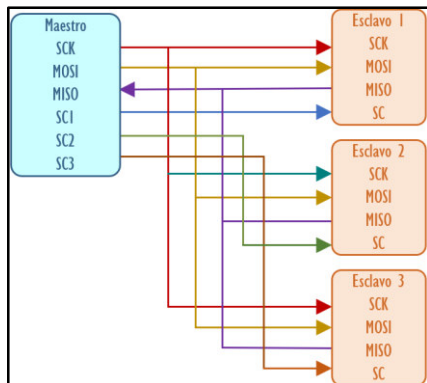 Maestro
SCK
MOSI
MISO
SC1
SC2
SC3
Esclavo 1
SCK
MOSI
MISO
SC
Esclavo 2
SCK
MOSI
MISO
SC
Esclavo 3
SCK
MOSI
MISO
SC